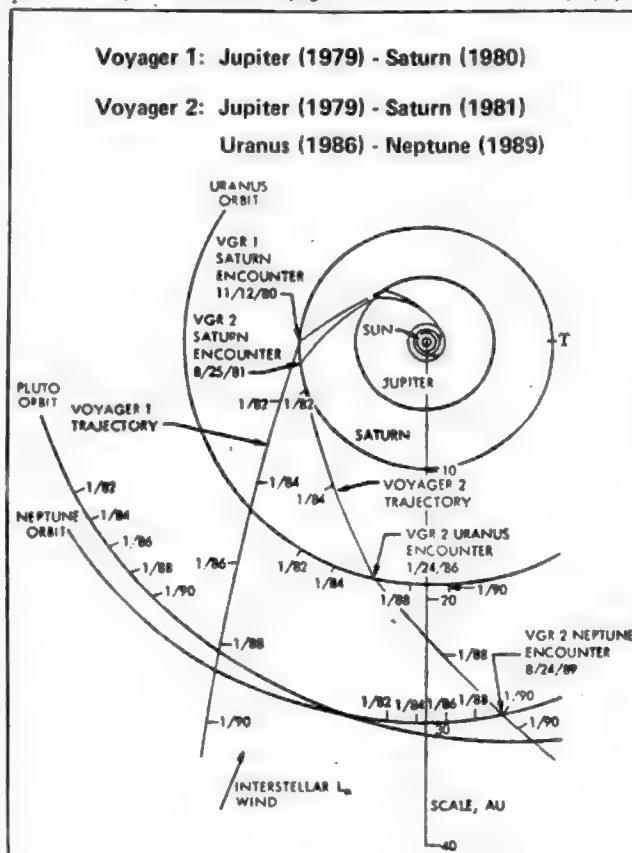 Voyager 1: Jupiter (1979) - Saturn (1980)
Voyager 2: Jupiter (1979) - Saturn (1981)
Uranus (1986) - Neptune (1989)
URANUS
ORBIT
VGR 1
SATURN
ENCOUNTER
11/12/80
VGR 2
SATURN
ENCOUNTER
8/25/81
SUN
JUPITER
SATURN
10
PLUTO
ORBIT
VOYAGER 1
TRAJECTORY
1/82
1/82
1/84
1/84
VOYAGER 2
TRAJECTORY
1/82
1/84
1/86
1/88
1/90
NEPTUNE
ORBIT
1/86
1/82
1/84
VGR 2 URANUS
ENCOUNTER
1/24/86
1/88
1/90
20
1/88
1/88
VGR 2 NEPTUNE
ENCOUNTER
8/24/89
1/82
1/84
1/86
1/88
1/90
1/90
1/90
30
INTERSTELLAR
WIND
SCALE, AU
40